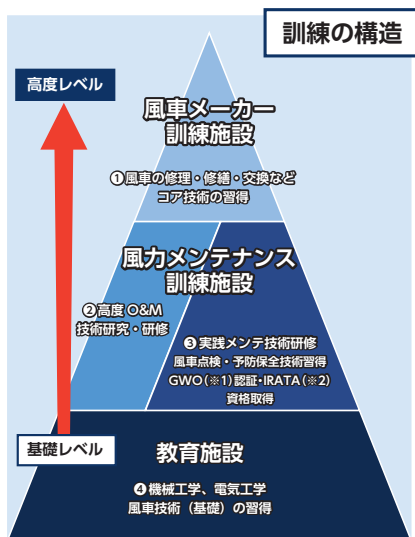 訓練の構造
高度レベル
風車メーカー
訓練施設
❶風車の修理・修繕・交換など
コア技術の習得
風力メンテナンス
訓練施設
❷高度 O&M
技術研究・研修
❸実践メンテ技術研修
風車点検・予防保全技術習得
GWO(※1)認証・IRATA(※2)
資格取得
基礎レベル
教育施設
❹機械工学、電気工学
風車技術（基礎）の習得